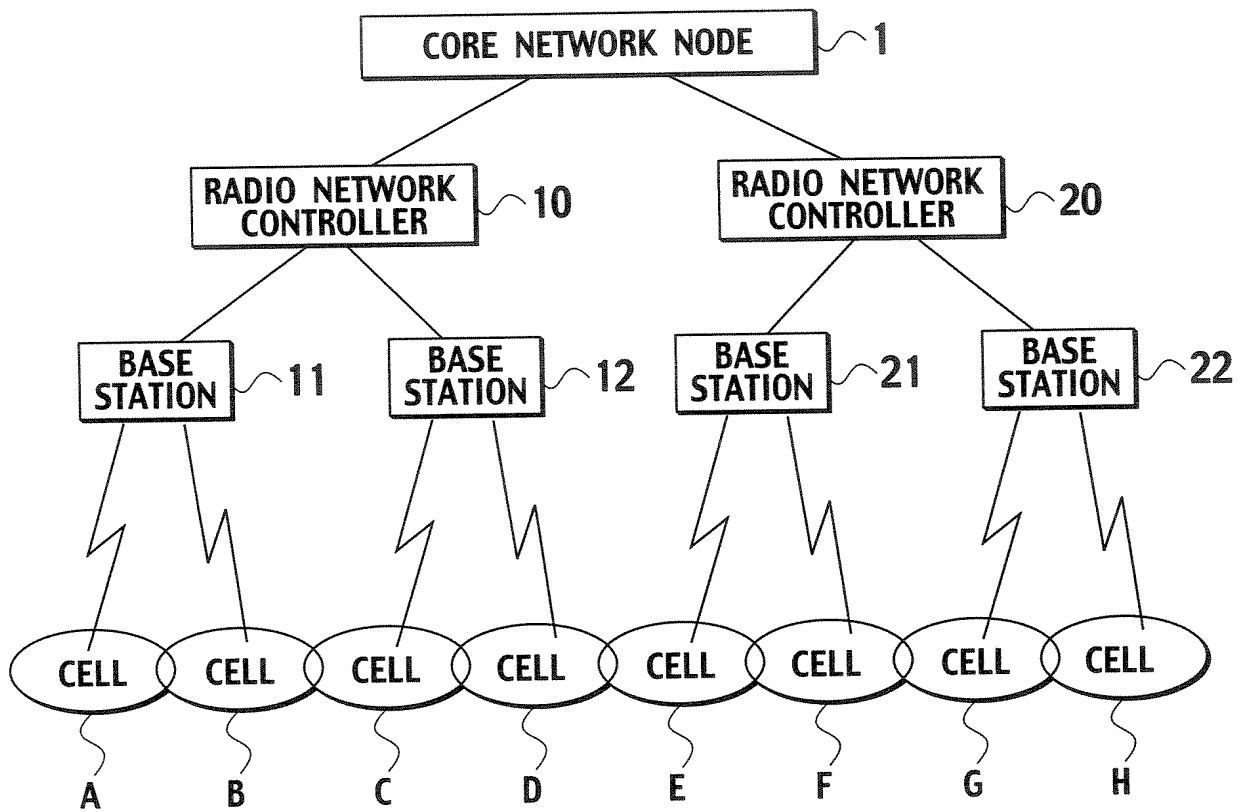 CORE NETWORK NODE
1
RADIO NETWORK
CONTROLLER
10
RADIO NETWORK
CONTROLLER
20
BASE
STATION
11
BASE
STATION
12
BASE
STATION
21
BASE
STATION
22
CELL
CELL
CELL
CELL
CELL
CELL
CELL
CELL
A
B
C
D
E
F
G
H